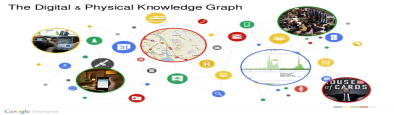 The Digital & Physical Knowledge Graph
HOUSE
of CARDS
Google Enterprise